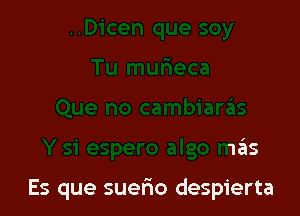 ..Dicen que soy
Tu muñeca
Que no cambiarás
Y si espero algo más
Es que sueño despierta